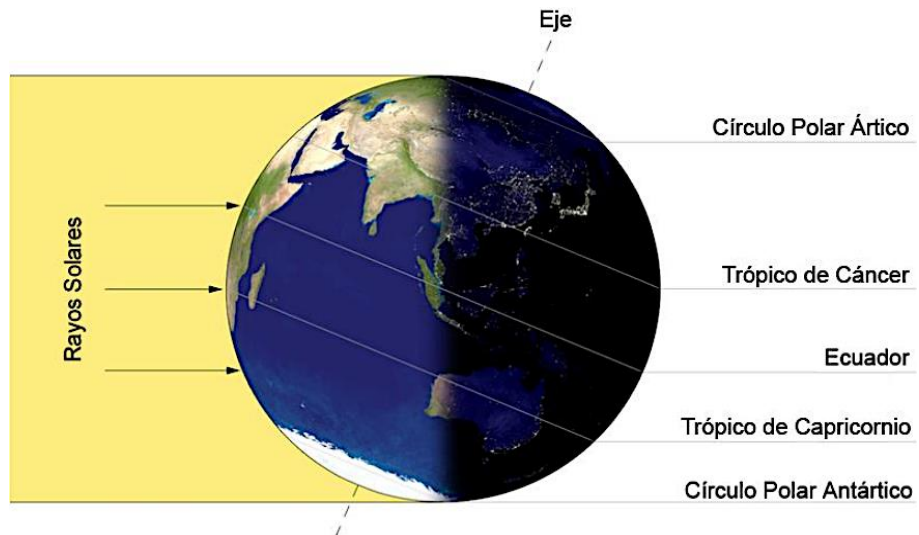 Eje
Círculo Polar Ártico
Rayos Solares
Trópico de Cáncer
Ecuador
Trópico de Capricornio
Círculo Polar Antártico